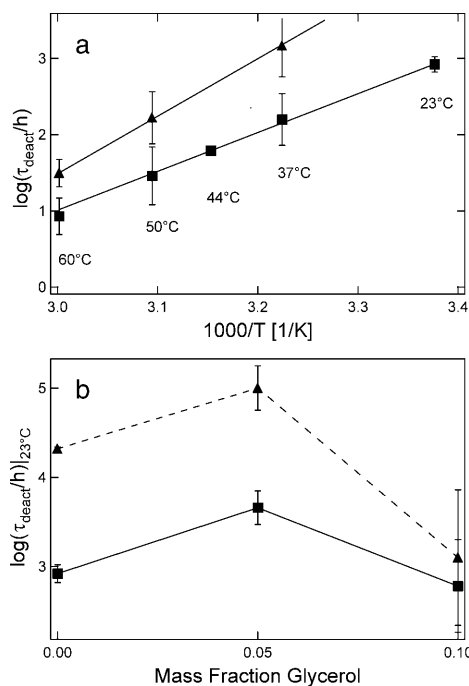 a
log(τdeact/h)
3
2
1
0
60°C
50°C
44°C
37°C
23°C
3.0
3.1
3.2
3.3
3.4
1000/T [1/K]
b
log(τdeact/h)|23°C
5
4
3
0.00
0.05
0.10
Mass Fraction Glycerol